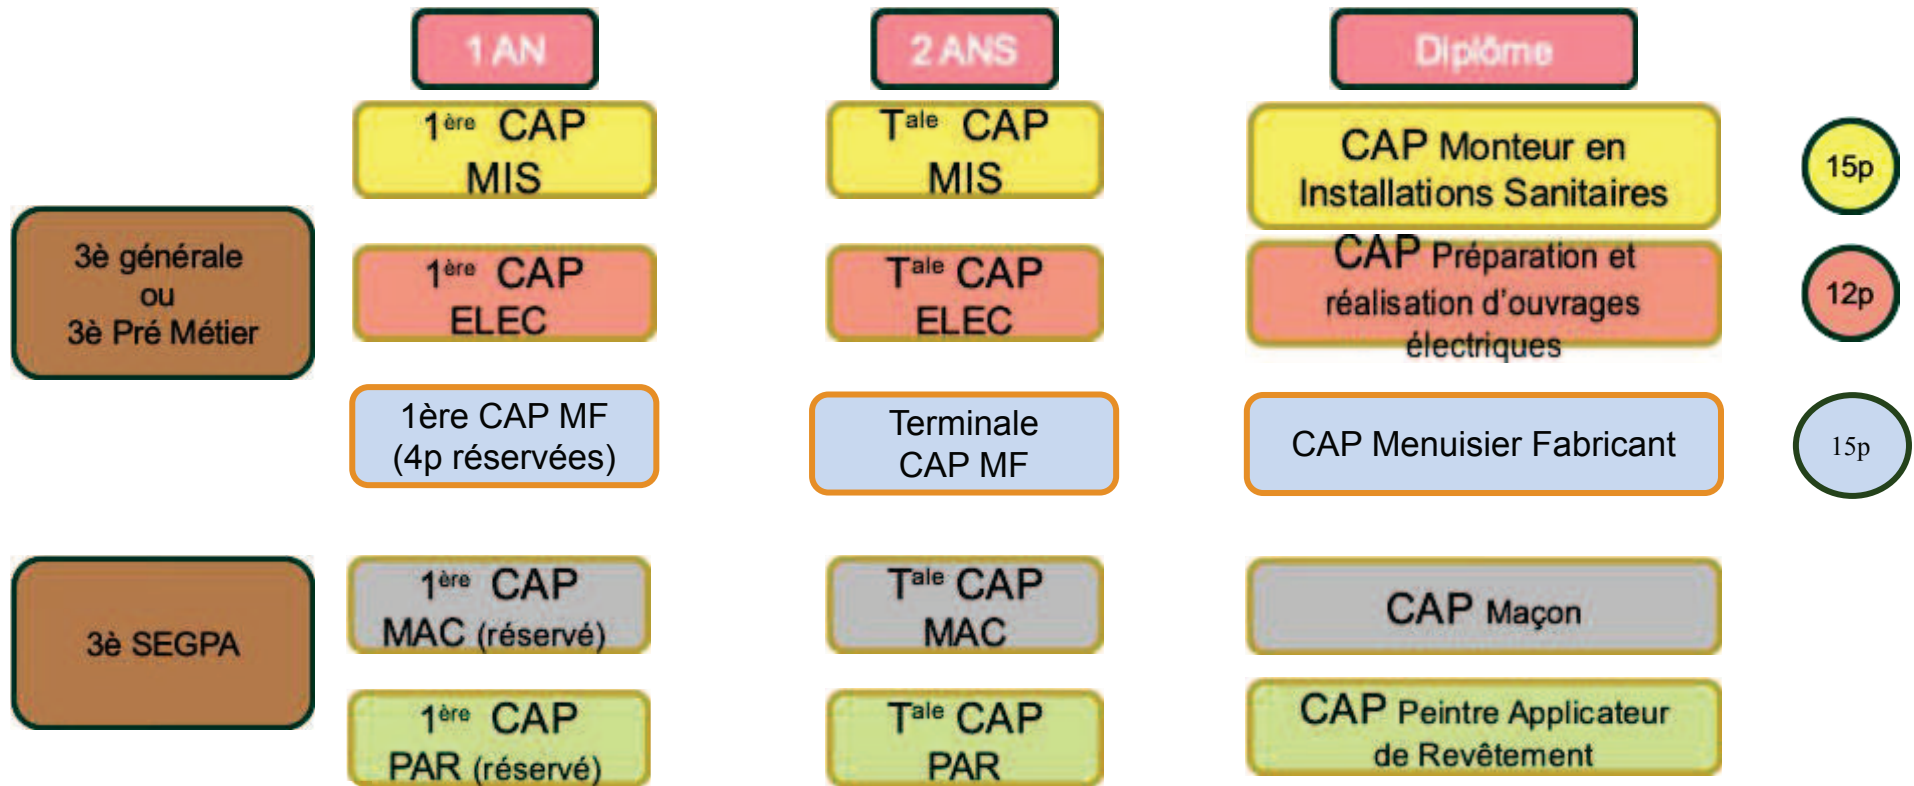 1 AN
2 ANS
Diplôme
1ère CAP
MIS
Tale CAP
MIS
CAP Monteur en
Installations Sanitaires
15p
3è générale
ou
3è Pré Métier
1ère CAP
ELEC
Tale CAP
ELEC
CAP Préparation et
réalisation d'ouvrages
électriques
12p
1ère CAP MF
(4p réservées)
Terminale
CAP MF
CAP Menuisier Fabricant
15p
3è SEGPA
1ère CAP
MAC (réservé)
Tale CAP
MAC
CAP Maçon
1ère CAP
PAR (réservé)
Tale CAP
PAR
CAP Peintre Applicateur
de Revêtement